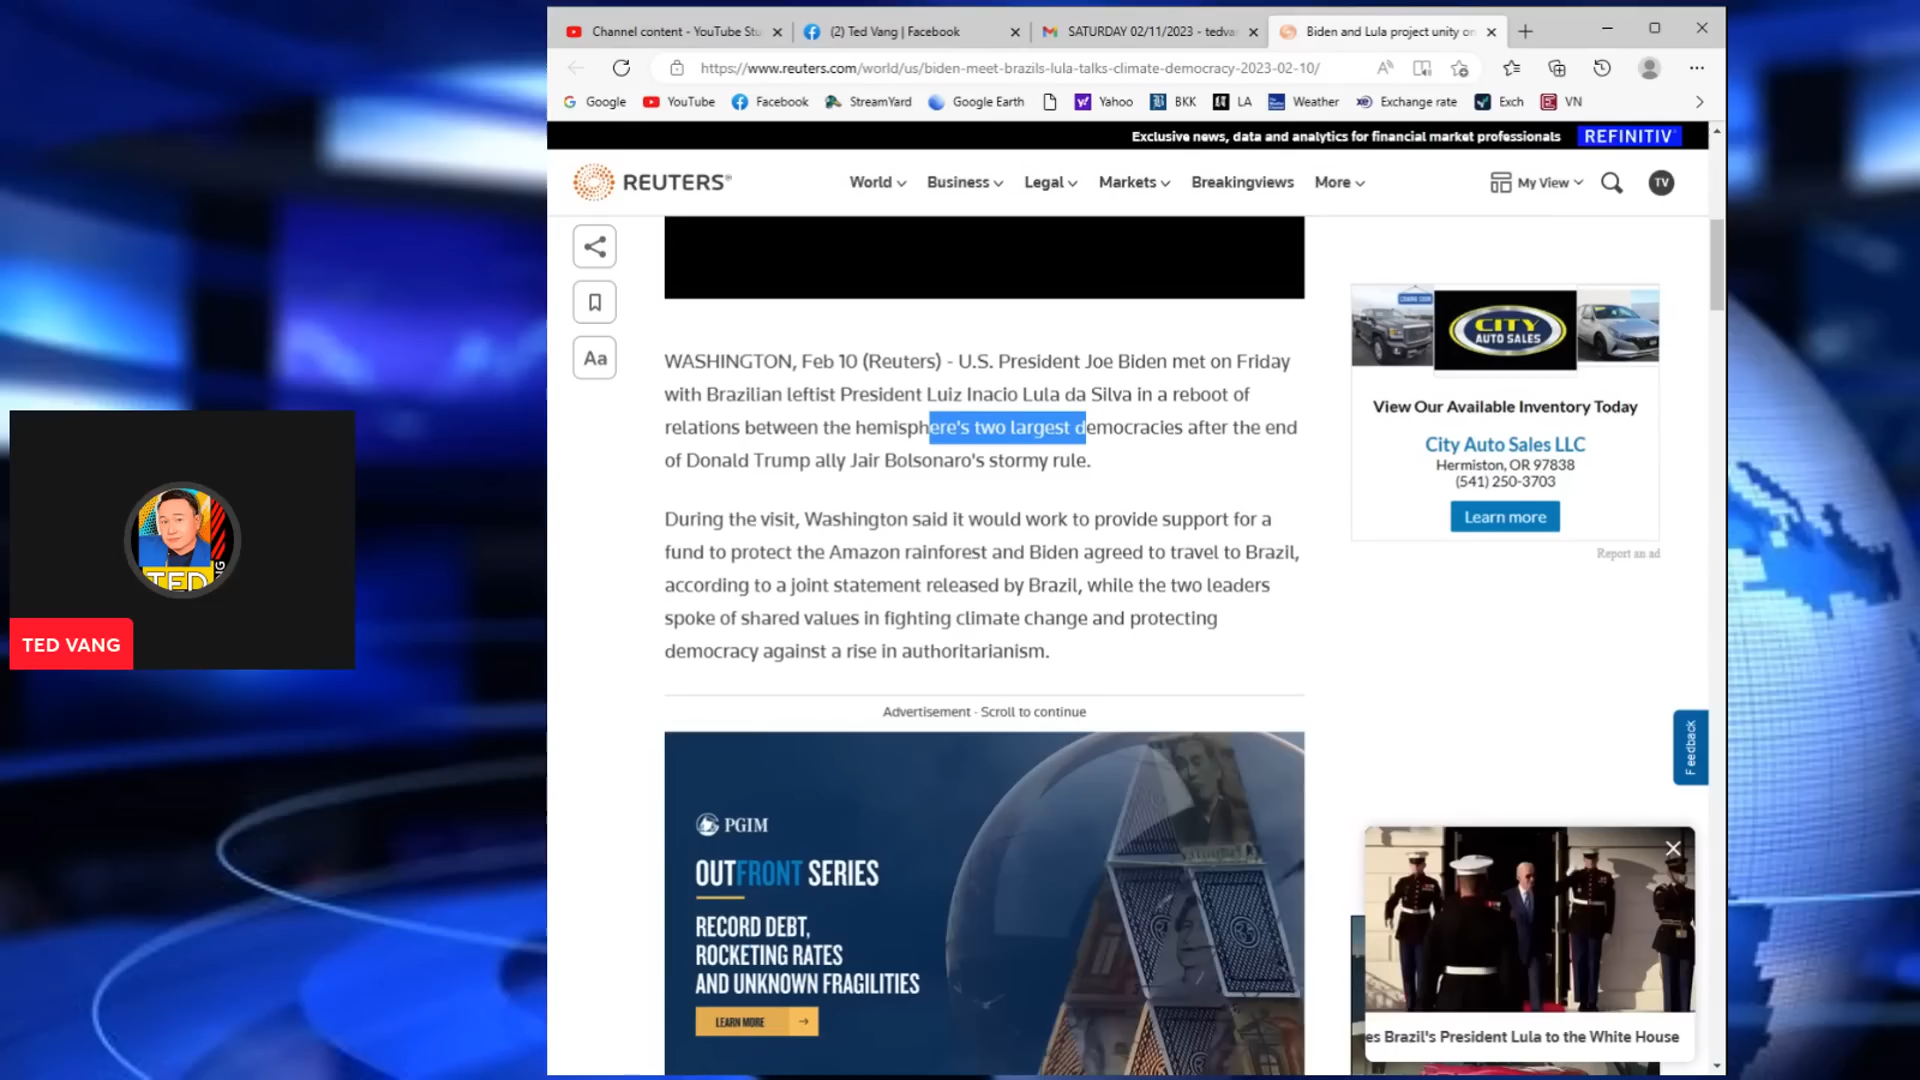 Channel content - YouTube Stu
(2) Ted Vang | Facebook
SATURDAY 02/11/2023 - tedva
Biden and Lula project unity on
https://www.reuters.com/world/us/biden-meet-brazils-lula-talks-climate-democracy-2023-02-10/
Google
YouTube
Facebook
StreamYard
Google Earth
Yahoo
BKK
LA
Weather
Exchange rate
Exch
VN
Exclusive news, data and analytics for financial market professionals
REFINITIV
REUTERS®
World
Business
Legal
Markets
Breakingviews
More
My View
TV
Aa
WASHINGTON, Feb 10 (Reuters) - U.S. President Joe Biden met on Friday
with Brazilian leftist President Luiz Inacio Lula da Silva in a reboot of
relations between the hemisphere's two largest democracies after the end
of Donald Trump ally Jair Bolsonaro's stormy rule.
During the visit, Washington said it would work to provide support for a
fund to protect the Amazon rainforest and Biden agreed to travel to Brazil,
according to a joint statement released by Brazil, while the two leaders
spoke of shared values in fighting climate change and protecting
democracy against a rise in authoritarianism.
Advertisement · Scroll to continue
PGIM
OUTFRONT SERIES
RECORD DEBT,
ROCKETING RATES
AND UNKNOWN FRAGILITIES
LEARN MORE
COMING SOON
CITY
AUTO SALES
View Our Available Inventory Today
City Auto Sales LLC
Hermiston, OR 97838
(541) 250-3703
Learn more
Report an ad
Feedback
es Brazil's President Lula to the White House
TED
TED VANG